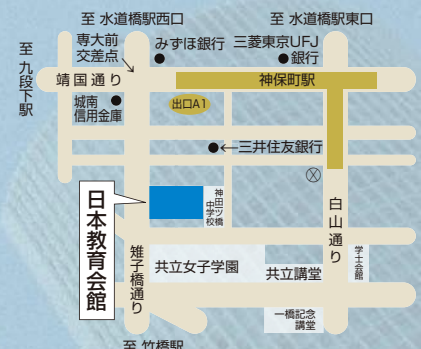 至 水道橋駅西口
至 水道橋駅東口
至 九段下駅
専大前
交差点
みずほ銀行
三菱東京UFJ
銀行
靖国通り
神保町駅
城南
信用金庫
出口A1
←三井住友銀行
日本教育会館
神田一ツ橋
中学校
白山通り
雉子橋通り
共立女子学園
共立講堂
学士会館
一橋記念
講堂
至 竹橋駅